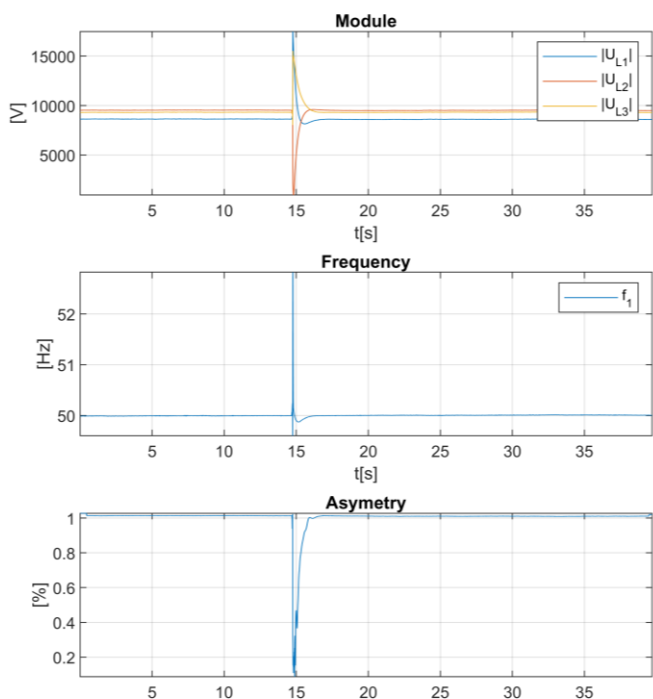 Module
[V]
15000
10000
5000
|U_L1|
|U_L2|
|U_L3|
5 10 15 20 25 30 35
t[s]
Frequency
[Hz]
52
51
50
f_1
5 10 15 20 25 30 35
t[s]
Asymetry
[%]
1
0.8
0.6
0.4
0.2
5 10 15 20 25 30 35